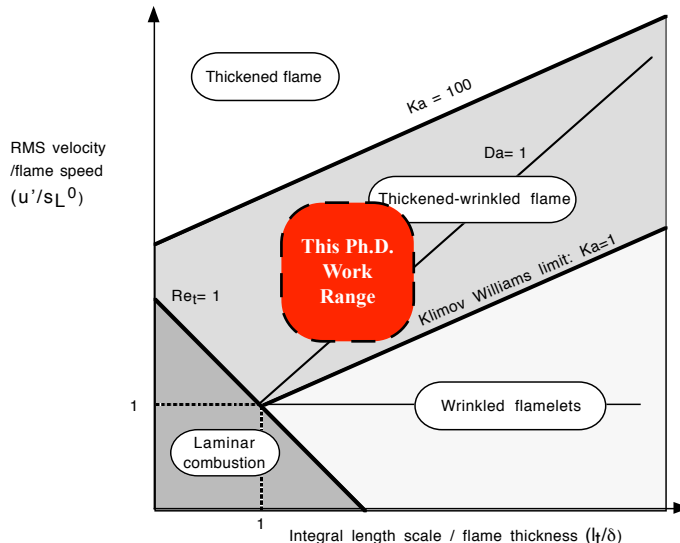 Thickened flame
Ka = 100
RMS velocity
/flame speed
(u'/sL⁰)
Da= 1
Thickened-wrinkled flame
This Ph.D.
Work
Range
Klimov Williams limit: Ka=1
Ret= 1
1
Wrinkled flamelets
Laminar
combustion
1
Integral length scale / flame thickness (lt/δ)